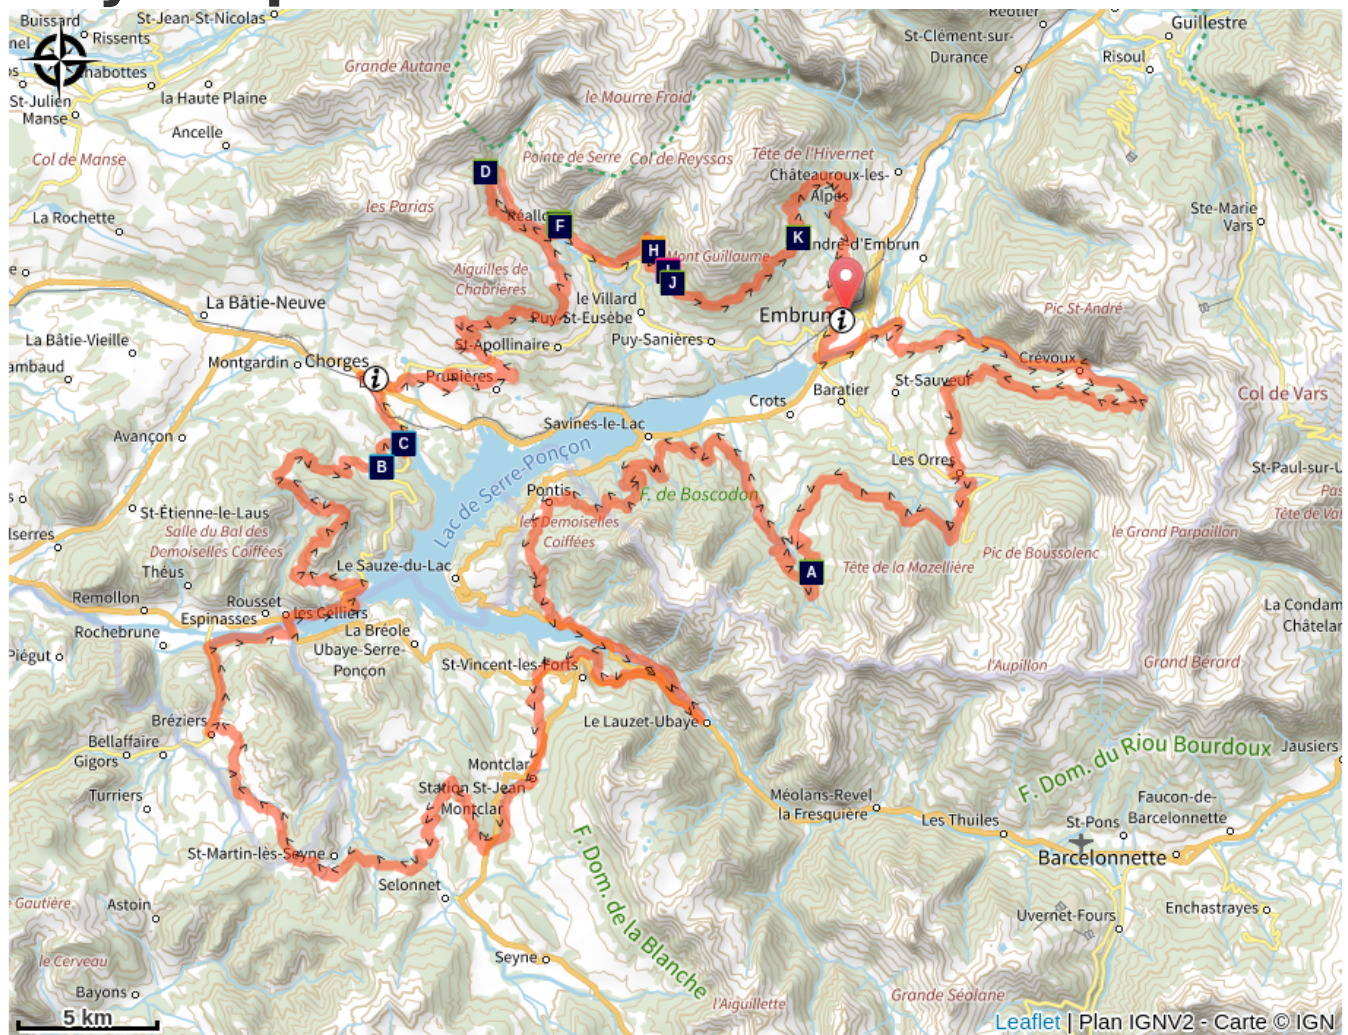 Buissard
St-Jean-St-Nicolas
Rissents
la Haute Plaine
St-Julien
Manse
Ancelle
Col de Manse
Grande Autane
le Mourre Froid
St-Clément-sur-
Durance
Risoul
Guillestre
D
Pointe de Serre
Col de Reyssas
Tête de l'Hivernet
Châteauroux-les-
Alpes
La Rochette
les Parias
F
H
J
K
Mont Guillaume
Ste-Marie
Vars
Aiguilles de
Chabrières
le Villard
Puy-St-Eusèbe
Embrun
Pic St-André
La Bâtie-Neuve
La Bâtie-Vieille
Montgardin
Chorges
St-Apollinaire
Puy-Sanières
Prunières
Crévoux
Baratier
St-Sauveur
Crots
Col de Vars
Avançon
C
B
Savines-le-Lac
Lac de Serre-Ponçon
Les Orres
Pontis
F. de Boscodon
St-Étienne-le-Laus
Salle du Bal des
Demoiselles Coiffées
les Demoiselles
Coiffées
le Grand Parpaillon
Pic de Boussolenc
Théus
Le Sauze-du-Lac
A
Tête de la Mazellière
Remollon
Rousset
Espinasses
les Celliers
Rochebrune
La Bréole
Ubaye-Serre-
Ponçon
Piégut
St-Vincent-les-Forts
l'Aupillon
Grand Bérard
Bréziers
Le Lauzet-Ubaye
Bellaffaire
Gigors
F. Dom. du Riou Bourdoux
Jausiers
Montclar
Station St-Jean
Montclar
Turriers
Méolans-Revel
la Fresquière
Les Thuiles
Faucon-de-
Barcelonnette
St-Pons
Barcelonnette
St-Martin-lès-Seyne
Selonnet
F. Dom. de la Blanche
Astoin
Uvernet-Fours
Enchastrayes
le Cerveau
Seyne
Bayons
l'Aiguillette
Grande Séolane
5 km
Leaflet | Plan IGNV2 - Carte © IGN